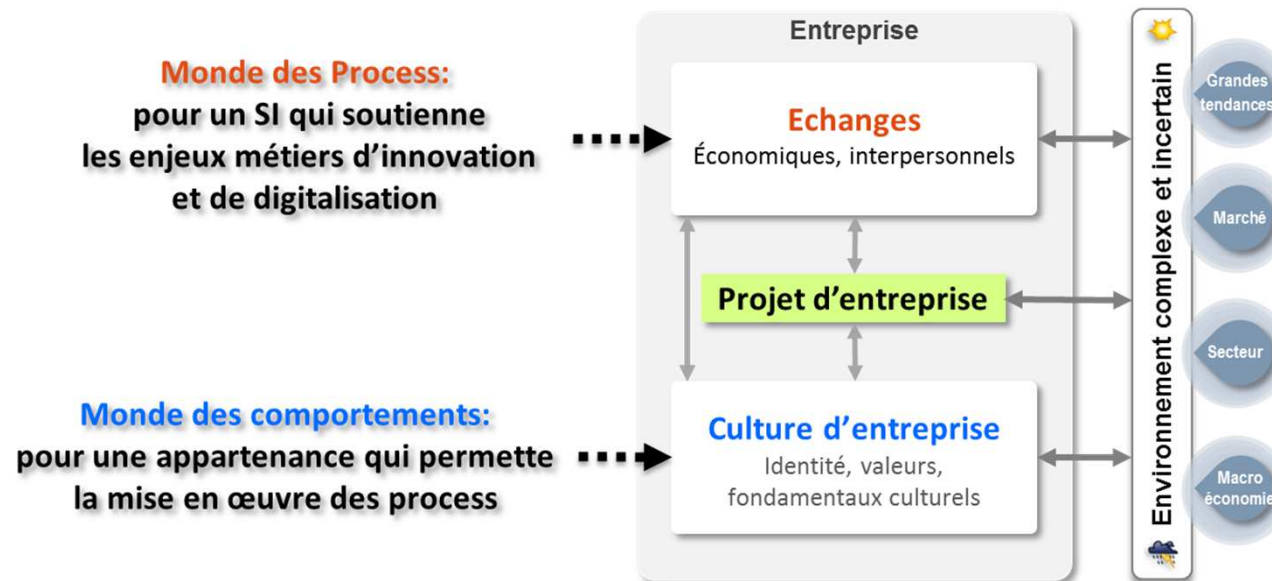 Entreprise
Monde des Process:
pour un SI qui soutienne
les enjeux métiers d’innovation
et de digitalisation
Echanges
Économiques, interpersonnels
Projet d’entreprise
Monde des comportements:
pour une appartenance qui permette
la mise en œuvre des process
Culture d’entreprise
Identité, valeurs,
fondamentaux culturels
Environnement complexe et incertain
Grandes
tendances
Marché
Secteur
Macro
économie